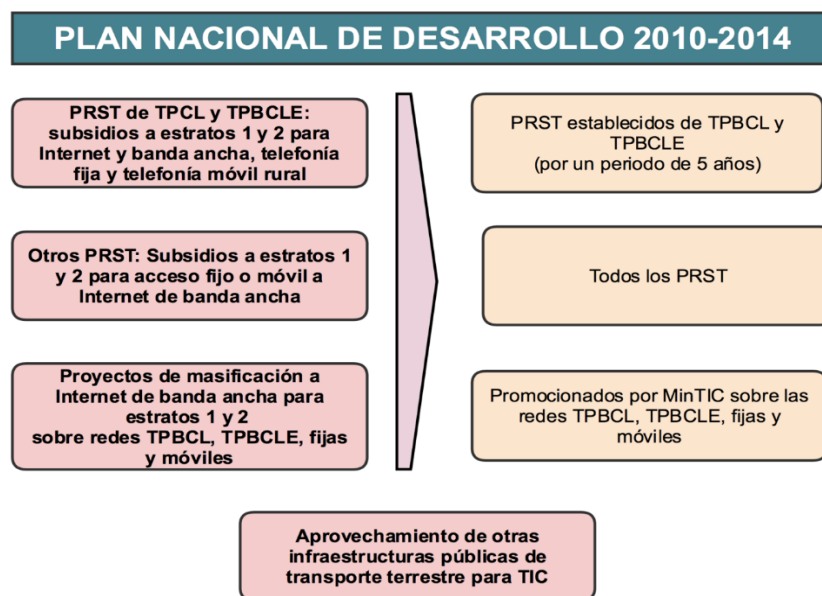 PLAN NACIONAL DE DESARROLLO 2010-2014
PRST de TPCL y TPBCLE:
subsidios a estratos 1 y 2 para
Internet y banda ancha, telefonía
fija y telefonía móvil rural
PRST establecidos de TPBCL y
TPBCLE
(por un periodo de 5 años)
Otros PRST: Subsidios a estratos 1
y 2 para acceso fijo o móvil a
Internet de banda ancha
Todos los PRST
Proyectos de masificación a
Internet de banda ancha para
estratos 1 y 2
sobre redes TPBCL, TPBCLE, fijas
y móviles
Promocionados por MinTIC sobre las
redes TPBCL, TPBCLE, fijas y
móviles
Aprovechamiento de otras
infraestructuras públicas de
transporte terrestre para TIC